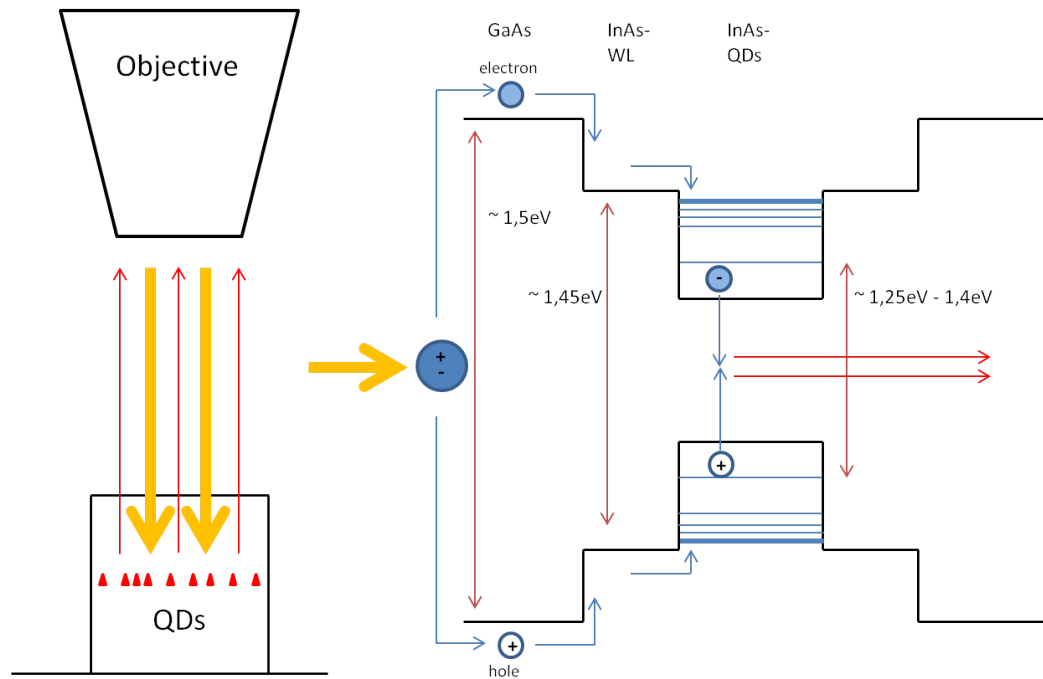 Objective
QDs
GaAs
InAs-
WL
InAs-
QDs
electron
~ 1,5eV
~ 1,45eV
~ 1,25eV - 1,4eV
+
-
-
+
+
hole